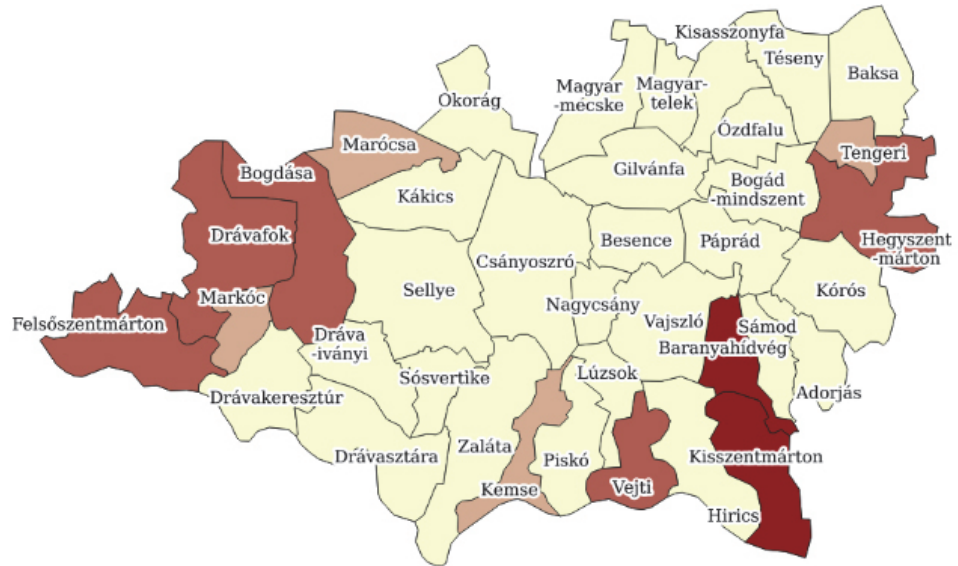 Kisasszonyfa
Téseny
Baksa
Magyar
-mécske
Magyar-
telek
Okorág
Ózdfalu
Marócsa
Tengeri
Bogdása
Gilvánfa
Bogád
-mindszent
Kákics
Drávafok
Besence
Páprád
Hegyszent
-márton
Csányoszró
Sellye
Kórós
Markóc
Nagycsány
Felsőszentmárton
Vajszló
Sámod
Dráva
-iványi
Baranyahídvég
Lúzsok
Sósvertike
Adorjás
Drávakeresztúr
Zaláta
Drávasztára
Piskó
Kisszentmárton
Kemse
Vejti
Hirics